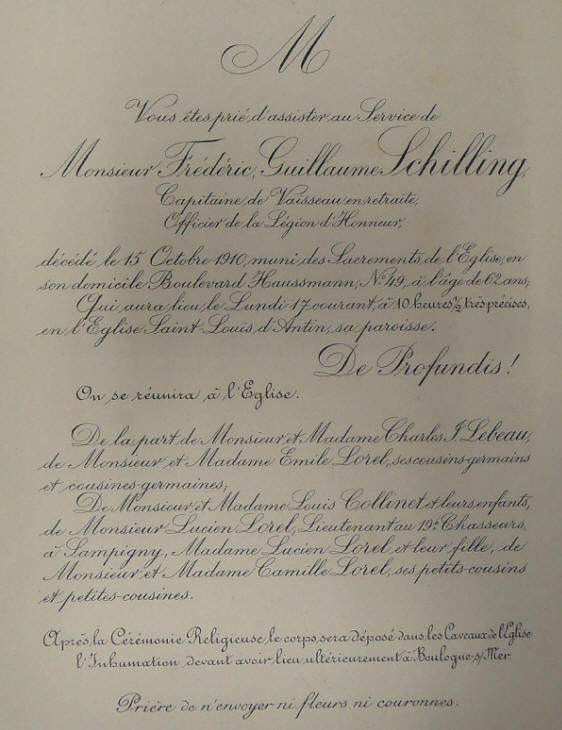 M
Vous êtes prié d'assister au Service de
Monsieur Frédéric, Guillaume Schilling,
Capitaine de Vaisseau en retraite,
Officier de la Légion d'Honneur,
décédé le 15 Octobre 1910, muni des Sacrements de l'Eglise, en
son domicile Boulevard Haussmann, No 49, à l'âge de 62 ans;
Qui aura lieu le Lundi 17 courant, à 10 heures ½ très précises,
en l'Eglise Saint-Louis d'Antin, sa paroisse.
De Profundis!
On se réunira à l'Eglise.
De la part de Monsieur et Madame Charles J. Lebeau,
de Monsieur et Madame Emile Lorel, ses cousins-germains
et cousines-germaines;
De Monsieur et Madame Louis Collinet et leurs enfants,
de Monsieur Lucien Lorel, Lieutenant au 19e Chasseurs,
à Sampigny, Madame Lucien Lorel et leur fille, de
Monsieur et Madame Camille Lorel, ses petits-cousins
et petites-cousines.
Après la Cérémonie Religieuse le corps sera déposé dans les Caveaux de l'Eglise
l'Inhumation devant avoir lieu ultérieurement à Boulogne s/Mer.
Prière de n'envoyer ni fleurs ni couronnes.